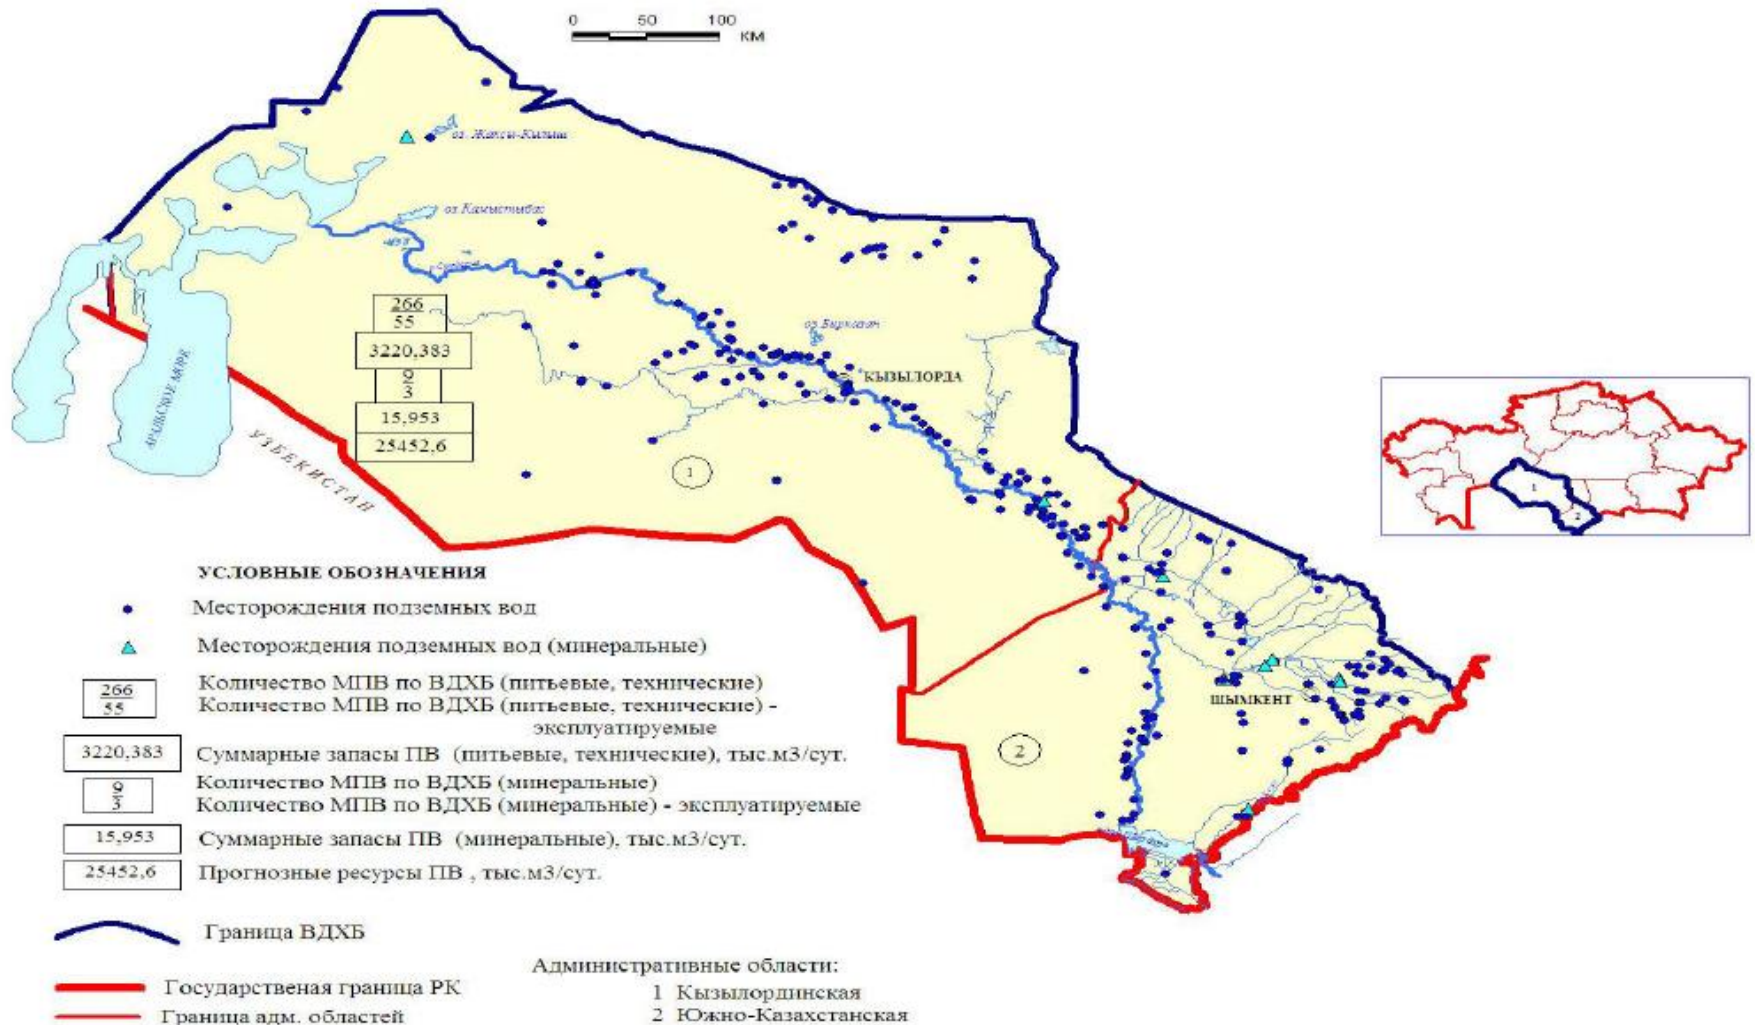 0 50 100
КМ
оз. Жакси-Кылыш
оз.Камыстыбас
266
55
3220,383
9
3
15,953
25452,6
оз.Бирказан
КЫЗЫЛОРДА
АРАЛЬСКОЕ МОРЕ
УЗБЕКИСТАН
1
1
2
ШЫМКЕНТ
2
УСЛОВНЫЕ ОБОЗНАЧЕНИЯ
Месторождения подземных вод
Месторождения подземных вод (минеральные)
266
55
Количество МПВ по ВДХБ (питьевые, технические)
Количество МПВ по ВДХБ (питьевые, технические) -
эксплуатируемые
3220,383 Суммарные запасы ПВ (питьевые, технические), тыс.м3/сут.
9
3
Количество МПВ по ВДХБ (минеральные)
Количество МПВ по ВДХБ (минеральные) - эксплуатируемые
15,953 Суммарные запасы ПВ (минеральные), тыс.м3/сут.
25452,6 Прогнозные ресурсы ПВ , тыс.м3/сут.
Граница ВДХБ
Государственая граница РК
Граница адм. областей
Административные области:
1 Кызылординская
2 Южно-Казахстанская